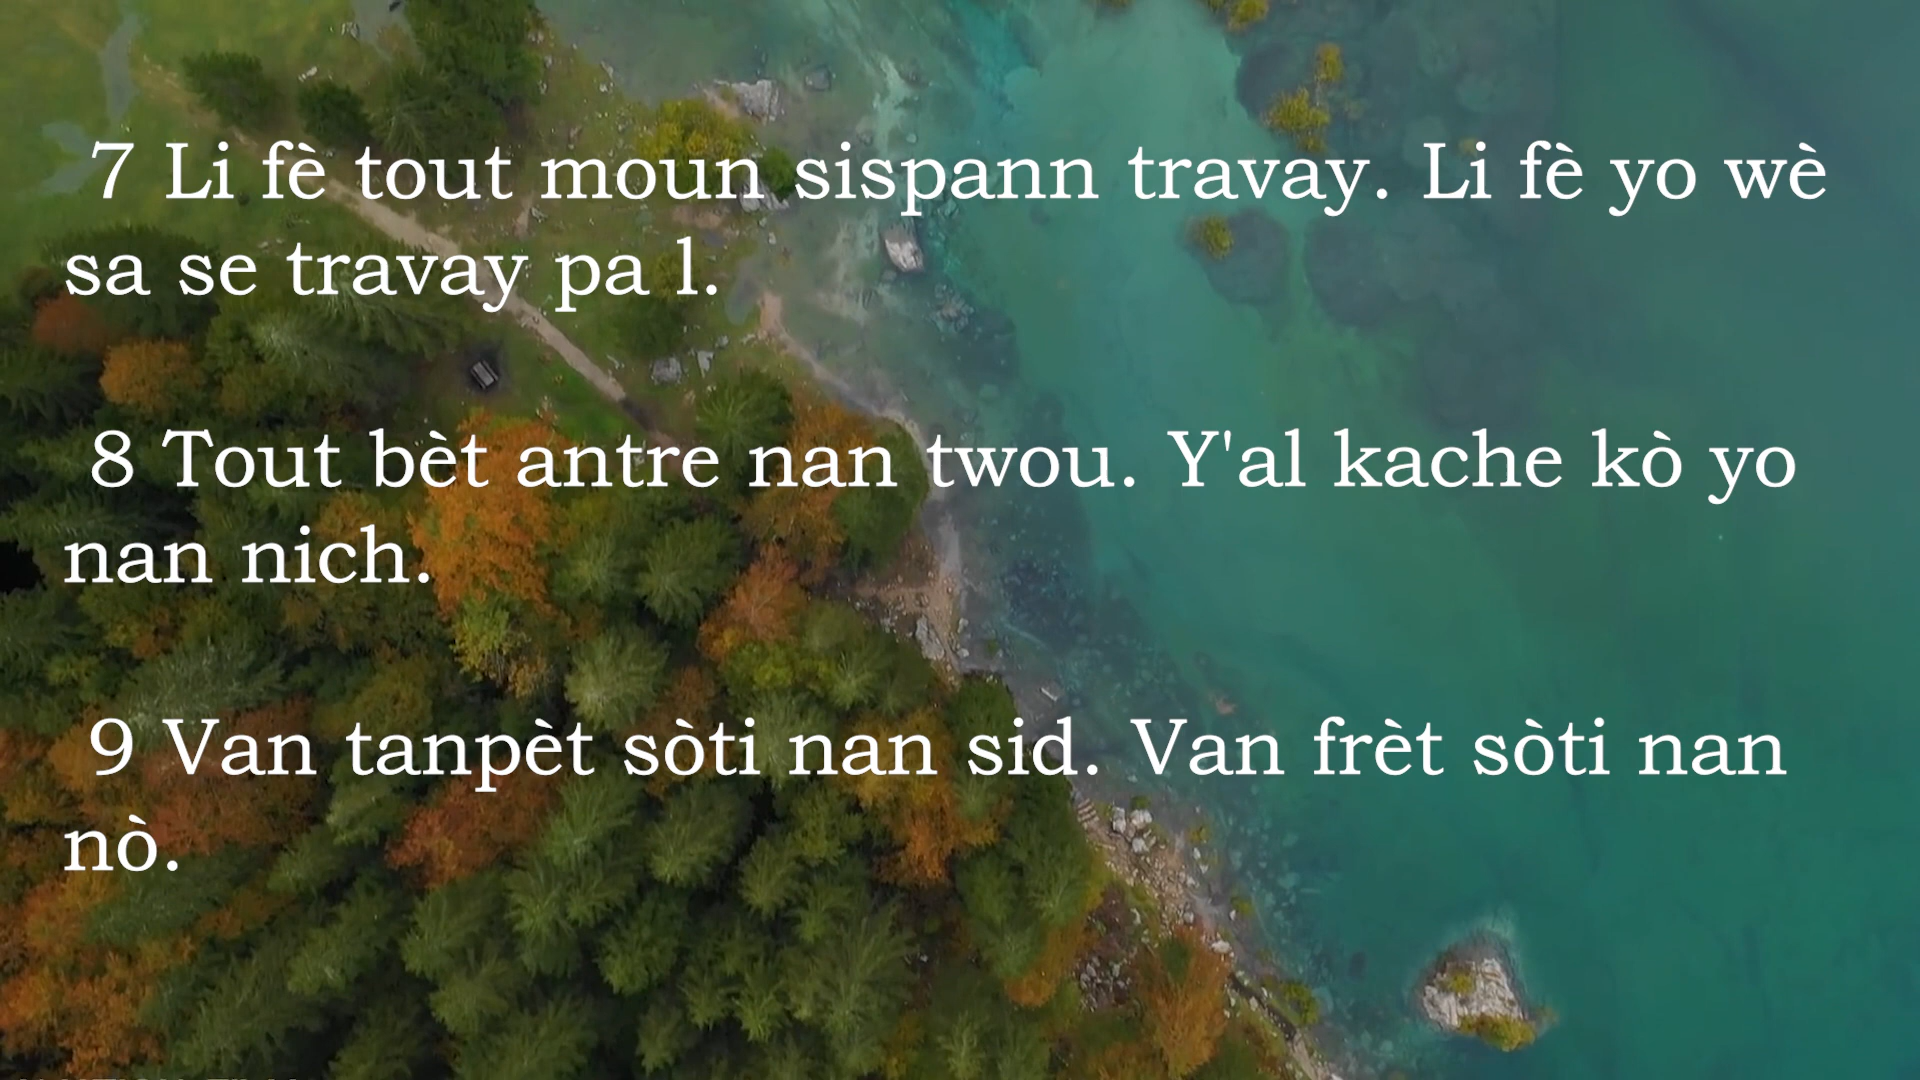 7 Li fè tout moun sispann travay. Li fè yo wè
sa se travay pa l.
8 Tout bèt antre nan twou. Y'al kache kò yo
nan nich.
9 Van tanpèt sòti nan sid. Van frèt sòti nan
nò.